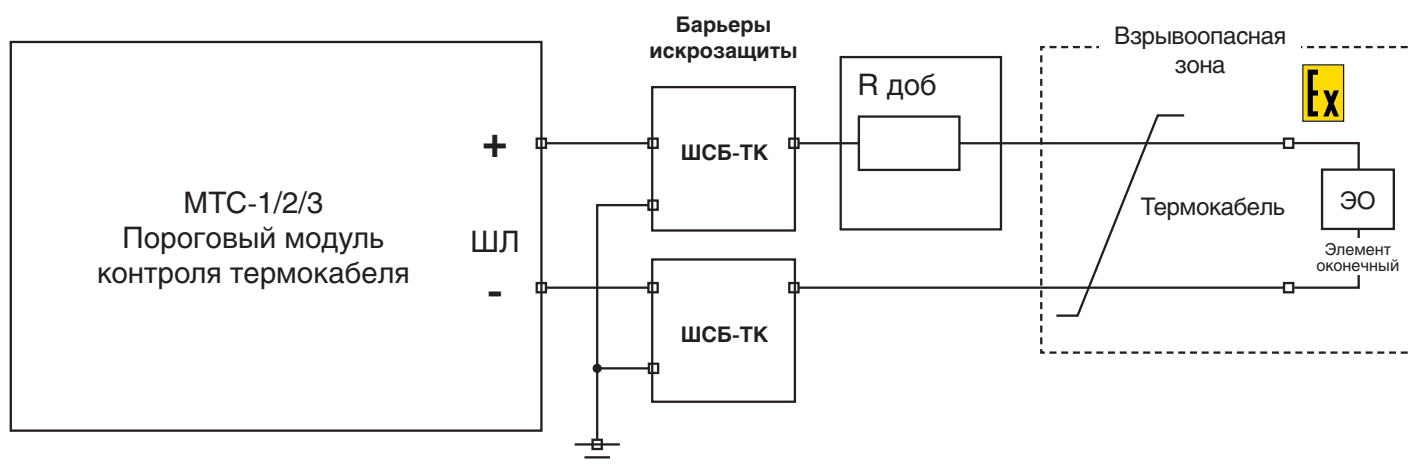 Барьеры
искрозащиты
Взрывоопасная
зона
Ex
R доб
+
ШСБ-ТК
МТС-1/2/3
Пороговый модуль
контроля термокабеля
ШЛ
Термокабель
ЭО
Элемент
оконечный
-
ШСБ-ТК